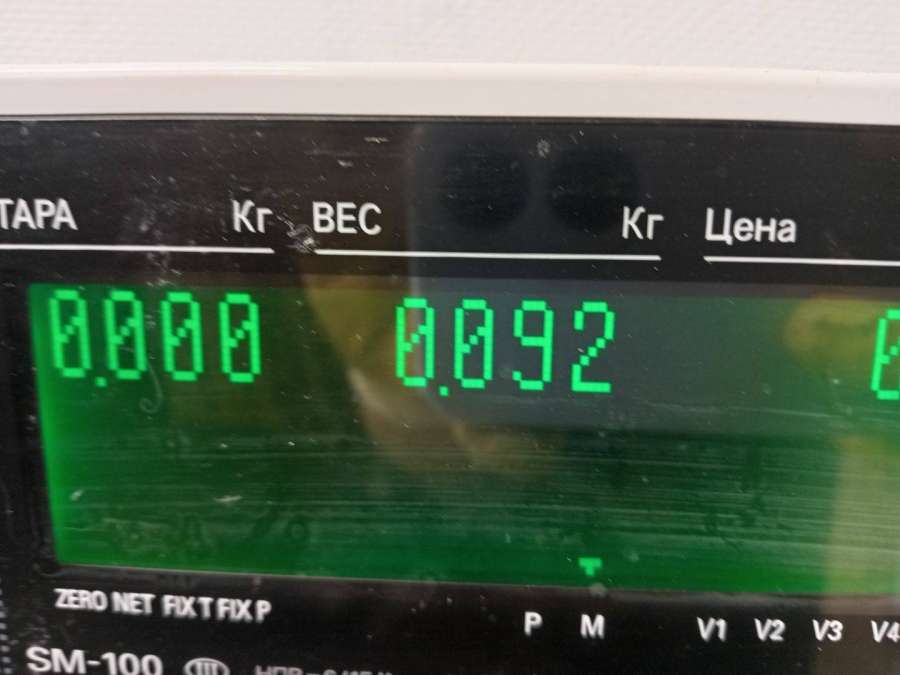 ТАРА Кг ВЕС Кг Цена
0.000 0.092
ZERO NET FIX T FIX P P M V1 V2 V3 V4
SM-100 III